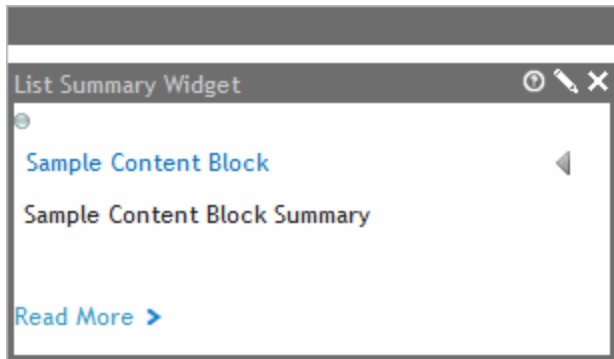 List Summary Widget
Sample Content Block
Sample Content Block Summary
Read More >